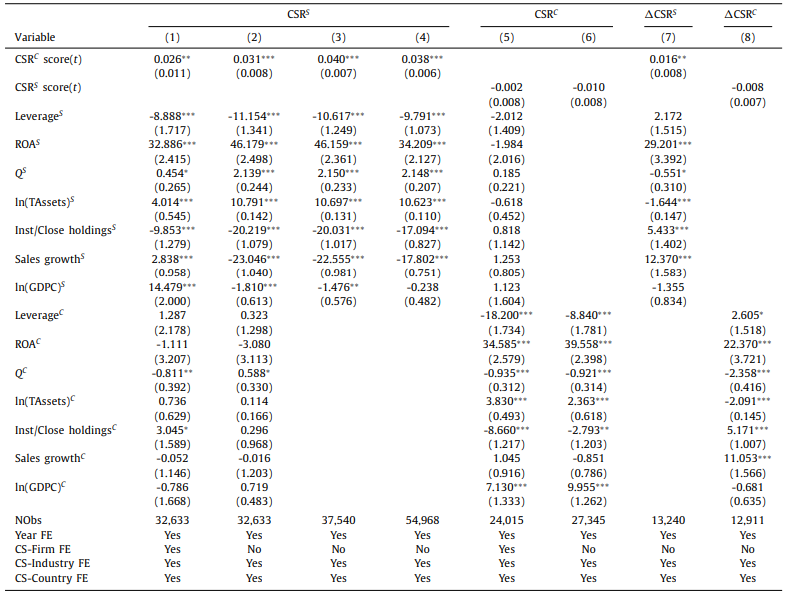 CSR^S CSR^C ΔCSR^S ΔCSR^C
Variable (1) (2) (3) (4) (5) (6) (7) (8)
CSR^C score(t) 0.026** 0.031*** 0.040*** 0.038*** 0.016**
(0.011) (0.008) (0.007) (0.006) (0.008)
CSR^S score(t) -0.002 -0.010 -0.008
(0.008) (0.008) (0.007)
Leverage^S -8.888*** -11.154*** -10.617*** -9.791*** -2.012 2.172
(1.717) (1.341) (1.249) (1.073) (1.409) (1.515)
ROA^S 32.886*** 46.179*** 46.159*** 34.209*** -1.984 29.201***
(2.415) (2.498) (2.361) (2.127) (2.016) (3.392)
Q^S 0.454* 2.139*** 2.150*** 2.148*** 0.185 -0.551*
(0.265) (0.244) (0.233) (0.207) (0.221) (0.310)
ln(TAssets)^S 4.014*** 10.791*** 10.697*** 10.623*** -0.618 -1.644***
(0.545) (0.142) (0.131) (0.110) (0.452) (0.147)
Inst/Close holdings^S -9.853*** -20.219*** -20.031*** -17.094*** 0.818 5.433***
(1.279) (1.079) (1.017) (0.827) (1.142) (1.402)
Sales growth^S 2.838*** -23.046*** -22.555*** -17.802*** 1.253 12.370***
(0.958) (1.040) (0.981) (0.751) (0.805) (1.583)
ln(GDPC)^S 14.479*** -1.810*** -1.476** -0.238 1.123 -1.355
(2.000) (0.613) (0.576) (0.482) (1.604) (0.834)
Leverage^C 1.287 0.323 -18.200*** -8.840*** 2.605*
(2.178) (1.298) (1.734) (1.781) (1.518)
ROA^C -1.111 -3.080 34.585*** 39.558*** 22.370***
(3.207) (3.113) (2.579) (2.398) (3.721)
Q^C -0.811** 0.588* -0.935*** -0.921*** -2.358***
(0.392) (0.330) (0.312) (0.314) (0.416)
ln(TAssets)^C 0.736 0.114 3.830*** 2.363*** -2.091***
(0.629) (0.166) (0.493) (0.618) (0.145)
Inst/Close holdings^C 3.045* 0.296 -8.660*** -2.793** 5.171***
(1.589) (0.968) (1.217) (1.203) (1.007)
Sales growth^C -0.052 -0.016 1.045 -0.851 11.053***
(1.146) (1.203) (0.916) (0.786) (1.566)
ln(GDPC)^C -0.786 0.719 7.130*** 9.955*** -0.681
(1.668) (0.483) (1.333) (1.262) (0.635)
NObs 32,633 32,633 37,540 54,968 24,015 27,345 13,240 12,911
Year FE Yes Yes Yes Yes Yes Yes Yes Yes
CS-Firm FE Yes No No No Yes No No No
CS-Industry FE Yes Yes Yes Yes Yes Yes Yes Yes
CS-Country FE Yes Yes Yes Yes Yes Yes Yes Yes